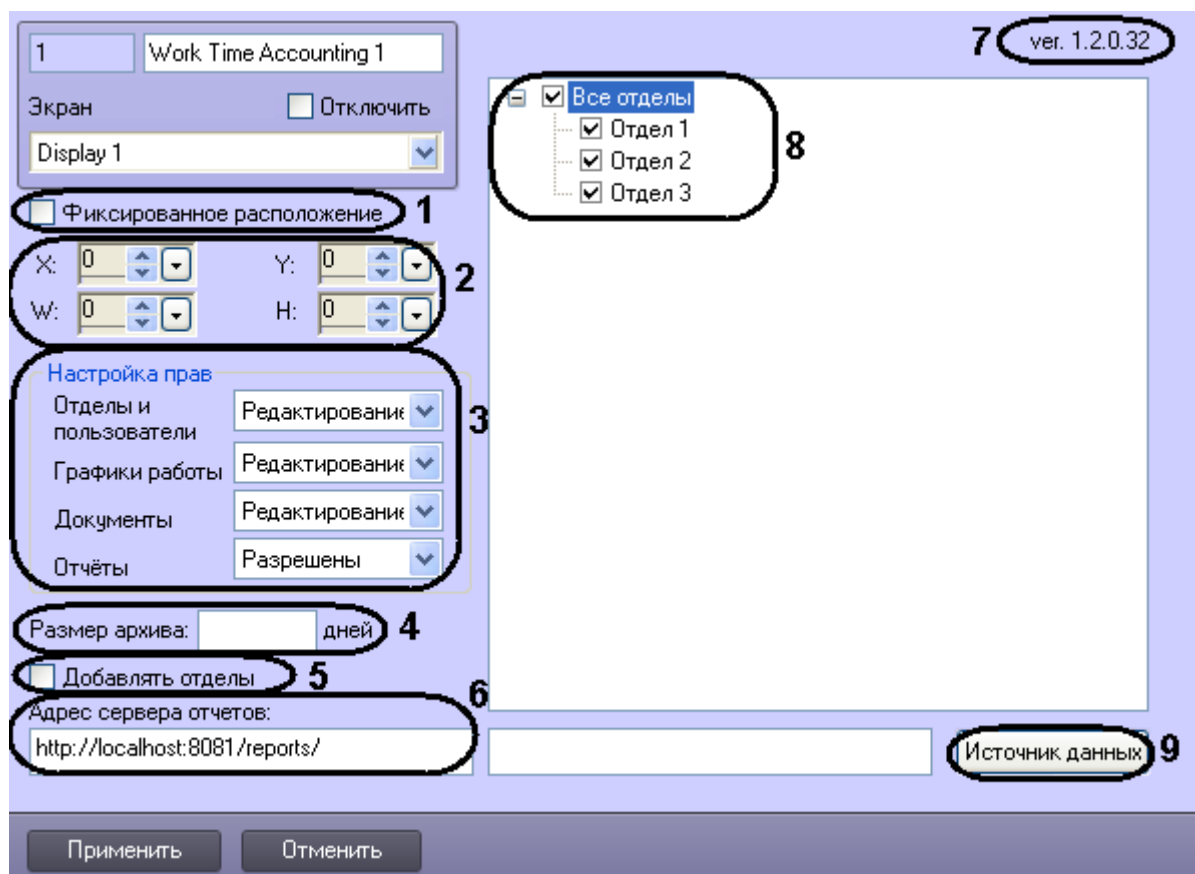 1 Work Time Accounting 1
Экран Отключить
Display 1
Фиксированное расположение 1
X: 0 Y: 0
W: 0 H: 0
2
Настройка прав
Отделы и
пользователи
Редактирование
Графики работы Редактирование
Документы Редактирование
Отчёты Разрешены
3
Размер архива: дней 4
Добавлять отделы 5
Адрес сервера отчетов: 6
http://localhost:8081/reports/
7 ver. 1.2.0.32
Все отделы
Отдел 1
Отдел 2
Отдел 3
8
Источник данных 9
Применить Отменить